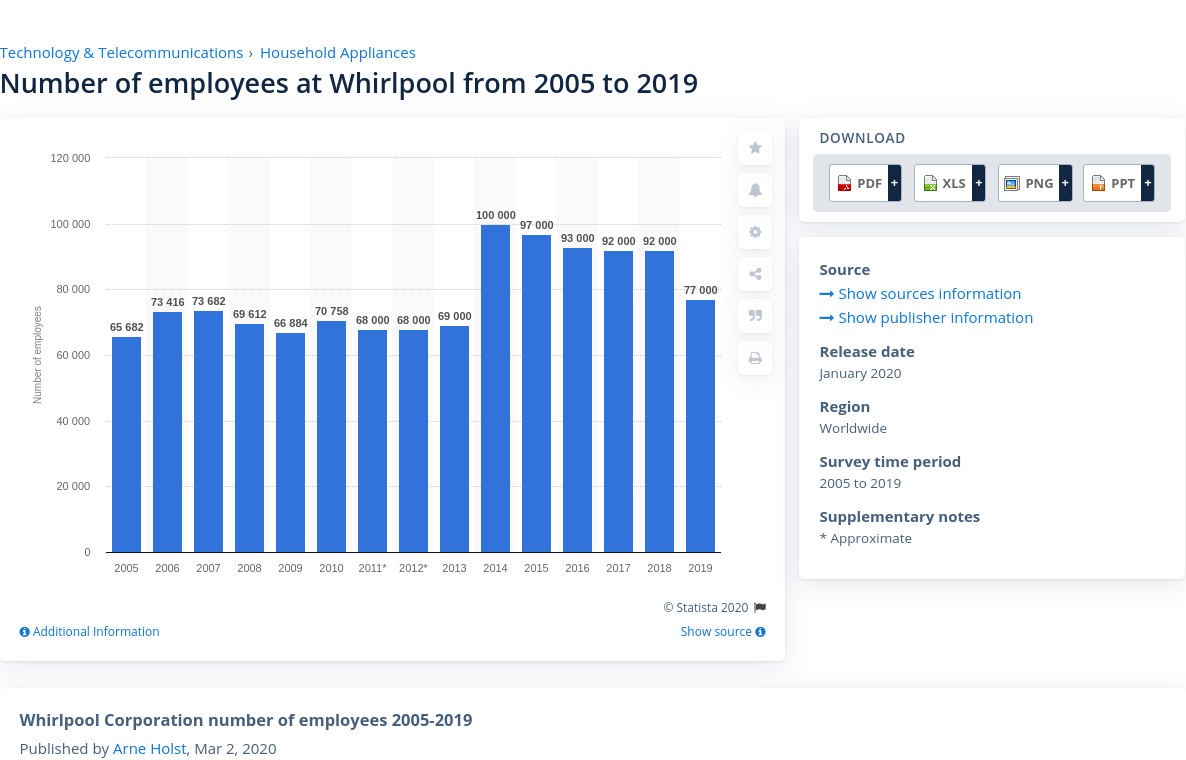 Technology & Telecommunications › Household Appliances
Number of employees at Whirlpool from 2005 to 2019
120 000
100 000
80 000
60 000
40 000
20 000
0
Number of employees
65 682
73 416
73 682
69 612
66 884
70 758
68 000
68 000
69 000
100 000
97 000
93 000
92 000
92 000
77 000
2005 2006 2007 2008 2009 2010 2011* 2012* 2013 2014 2015 2016 2017 2018 2019
© Statista 2020
Additional Information
Show source
DOWNLOAD
PDF + XLS + PNG + PPT +
Source
Show sources information
Show publisher information
Release date
January 2020
Region
Worldwide
Survey time period
2005 to 2019
Supplementary notes
* Approximate
Whirlpool Corporation number of employees 2005-2019
Published by Arne Holst, Mar 2, 2020